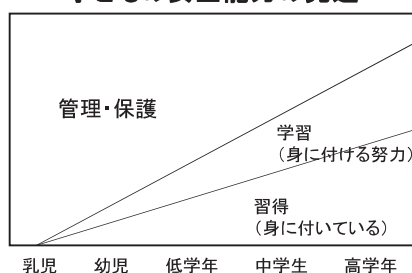 管理・保護
学習
（身に付ける努力）
習得
（身に付いている）
乳児 幼児 低学年 中学生 高学年